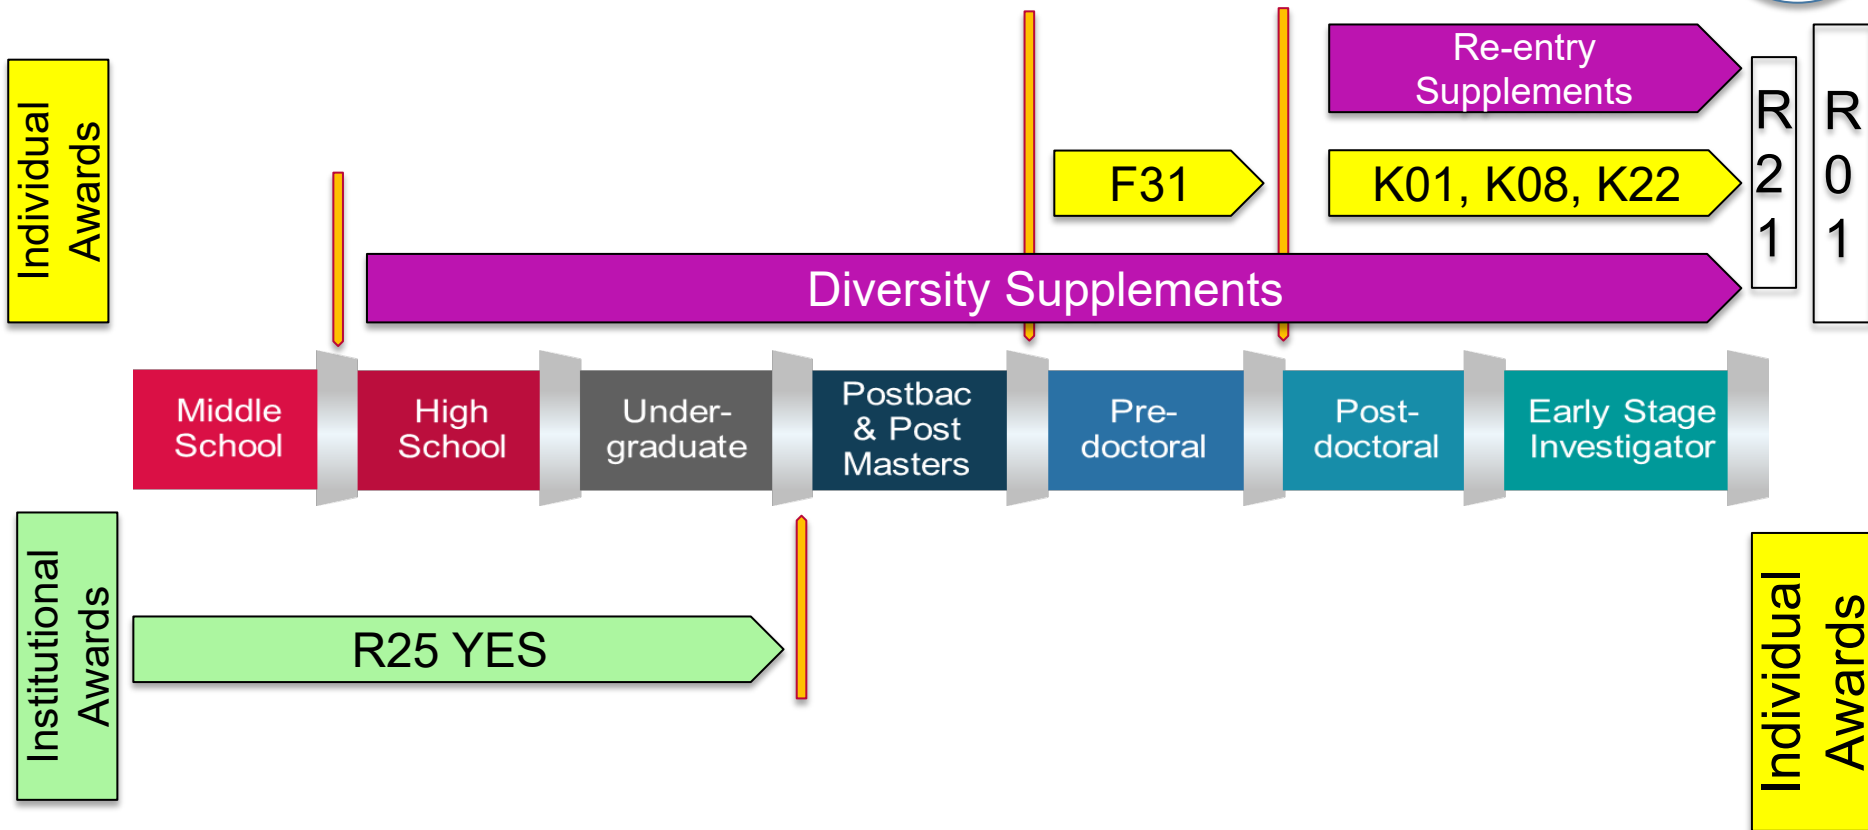 Individual
Awards
Re-entry
Supplements
F31
K01, K08, K22
Diversity Supplements
R
2
1
R
0
1
Middle
School
High
School
Under-
graduate
Postbac
& Post
Masters
Pre-
doctoral
Post-
doctoral
Early Stage
Investigator
Institutional
Awards
R25 YES
Individual
Awards